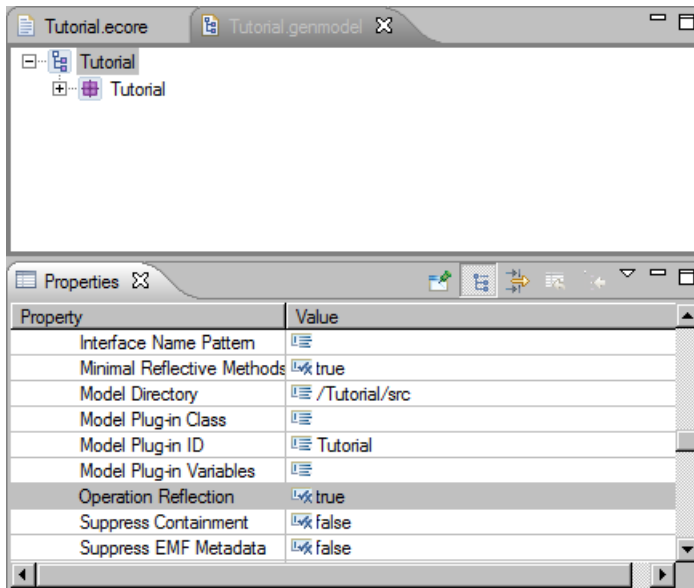 Tutorial.ecore Tutorial.genmodel
Tutorial
Tutorial
Properties
Property Value
Interface Name Pattern
Minimal Reflective Methods true
Model Directory /Tutorial/src
Model Plug-in Class
Model Plug-in ID Tutorial
Model Plug-in Variables
Operation Reflection true
Suppress Containment false
Suppress EMF Metadata false